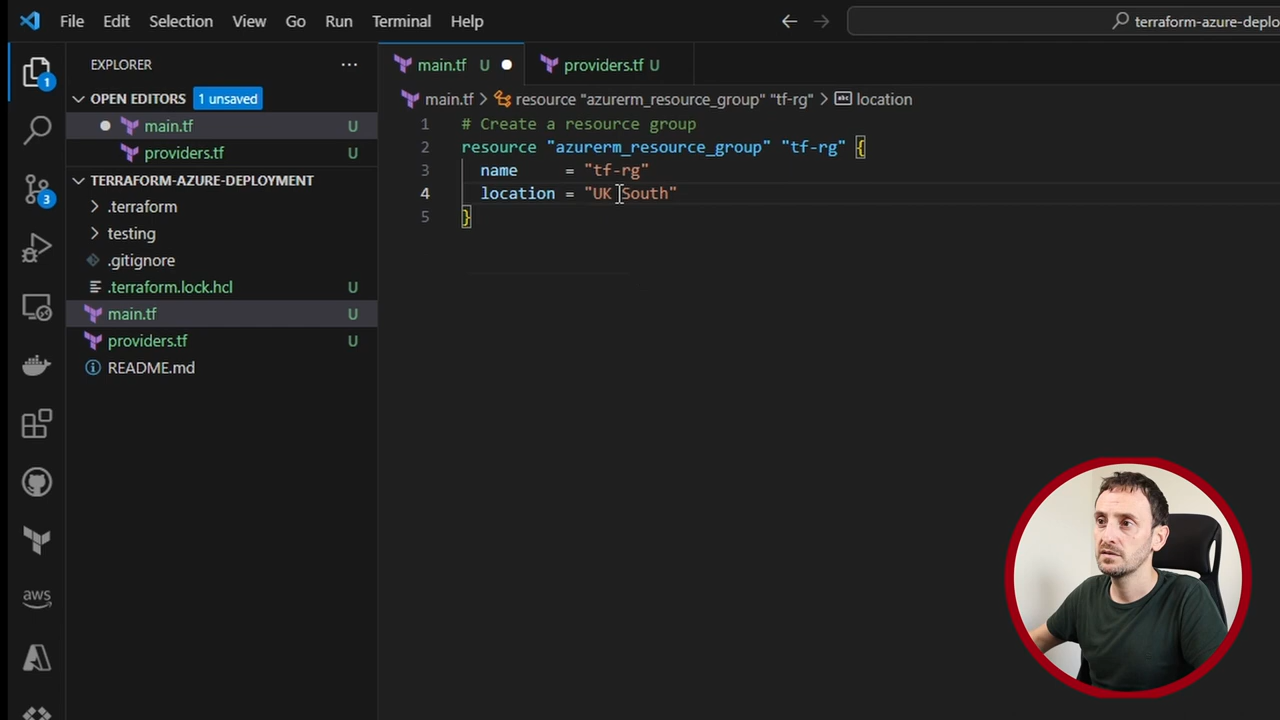 File Edit Selection View Go Run Terminal Help
terraform-azure-deplo
EXPLORER
OPEN EDITORS 1 unsaved
main.tf U
providers.tf U
TERRAFORM-AZURE-DEPLOYMENT
.terraform
testing
.gitignore
.terraform.lock.hcl U
main.tf U
providers.tf U
README.md
1
3
aws
main.tf U
providers.tf U
main.tf > resource "azurerm_resource_group" "tf-rg" > abc location
1 # Create a resource group
2 resource "azurerm_resource_group" "tf-rg" {
3 name = "tf-rg"
4 location = "UK South"
5 }